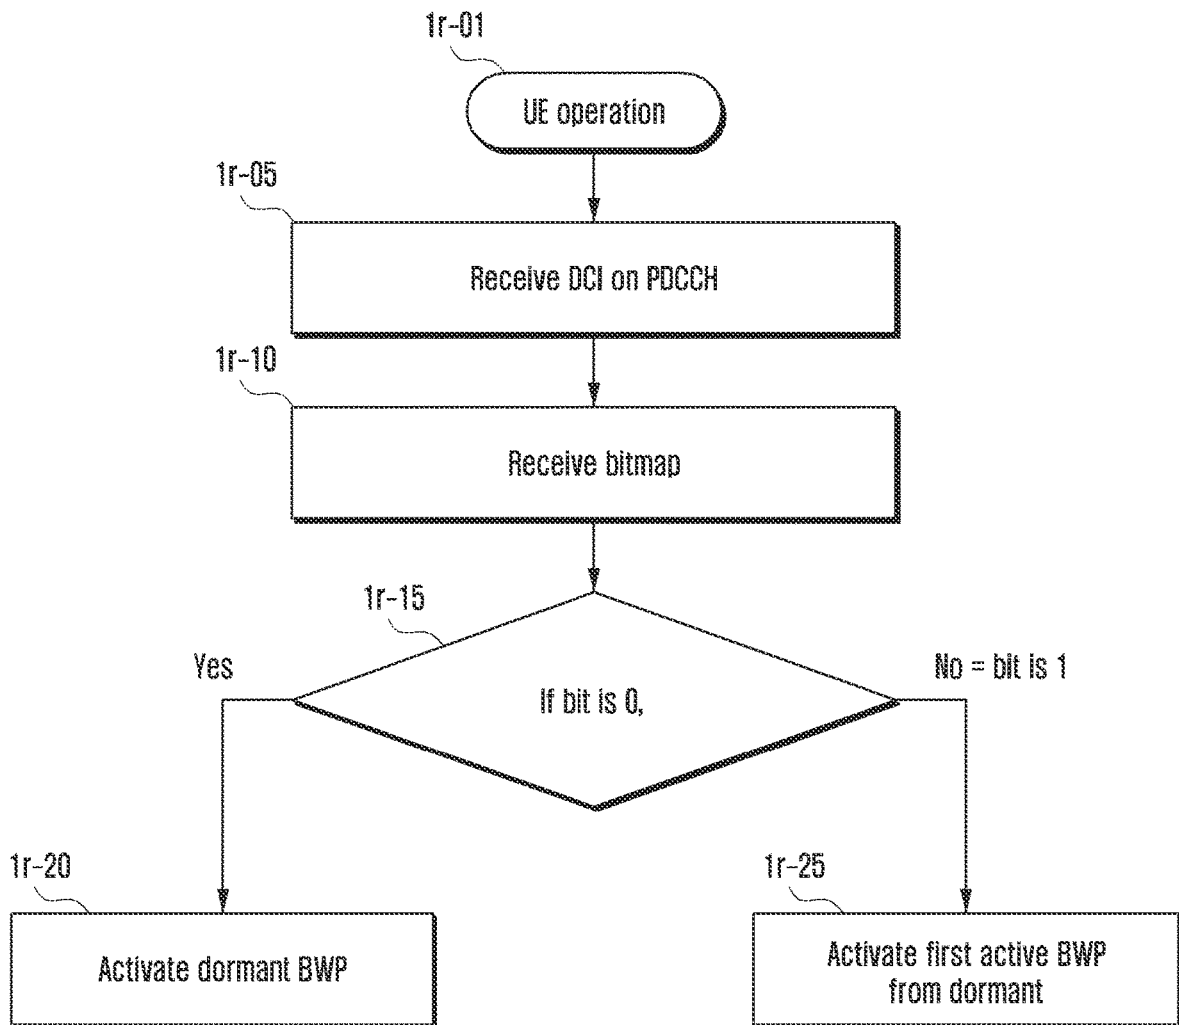 1r-01
UE operation
1r-05
Receive DCI on PDCCH
1r-10
Receive bitmap
1r-15
Yes
If bit is 0,
No = bit is 1
1r-20
Activate dormant BWP
1r-25
Activate first active BWP
from dormant